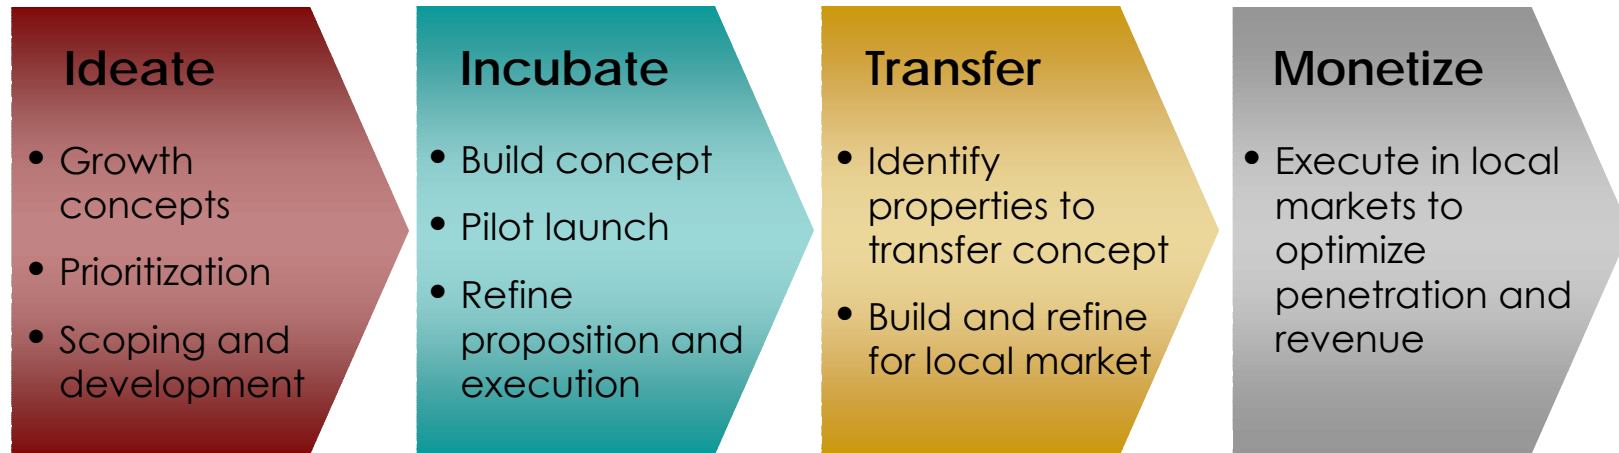 Ideate
• Growth
concepts
• Prioritization
• Scoping and
development
Incubate
• Build concept
• Pilot launch
• Refine
proposition and
execution
Transfer
• Identify
properties to
transfer concept
• Build and refine
for local market
Monetize
• Execute in local
markets to
optimize
penetration and
revenue